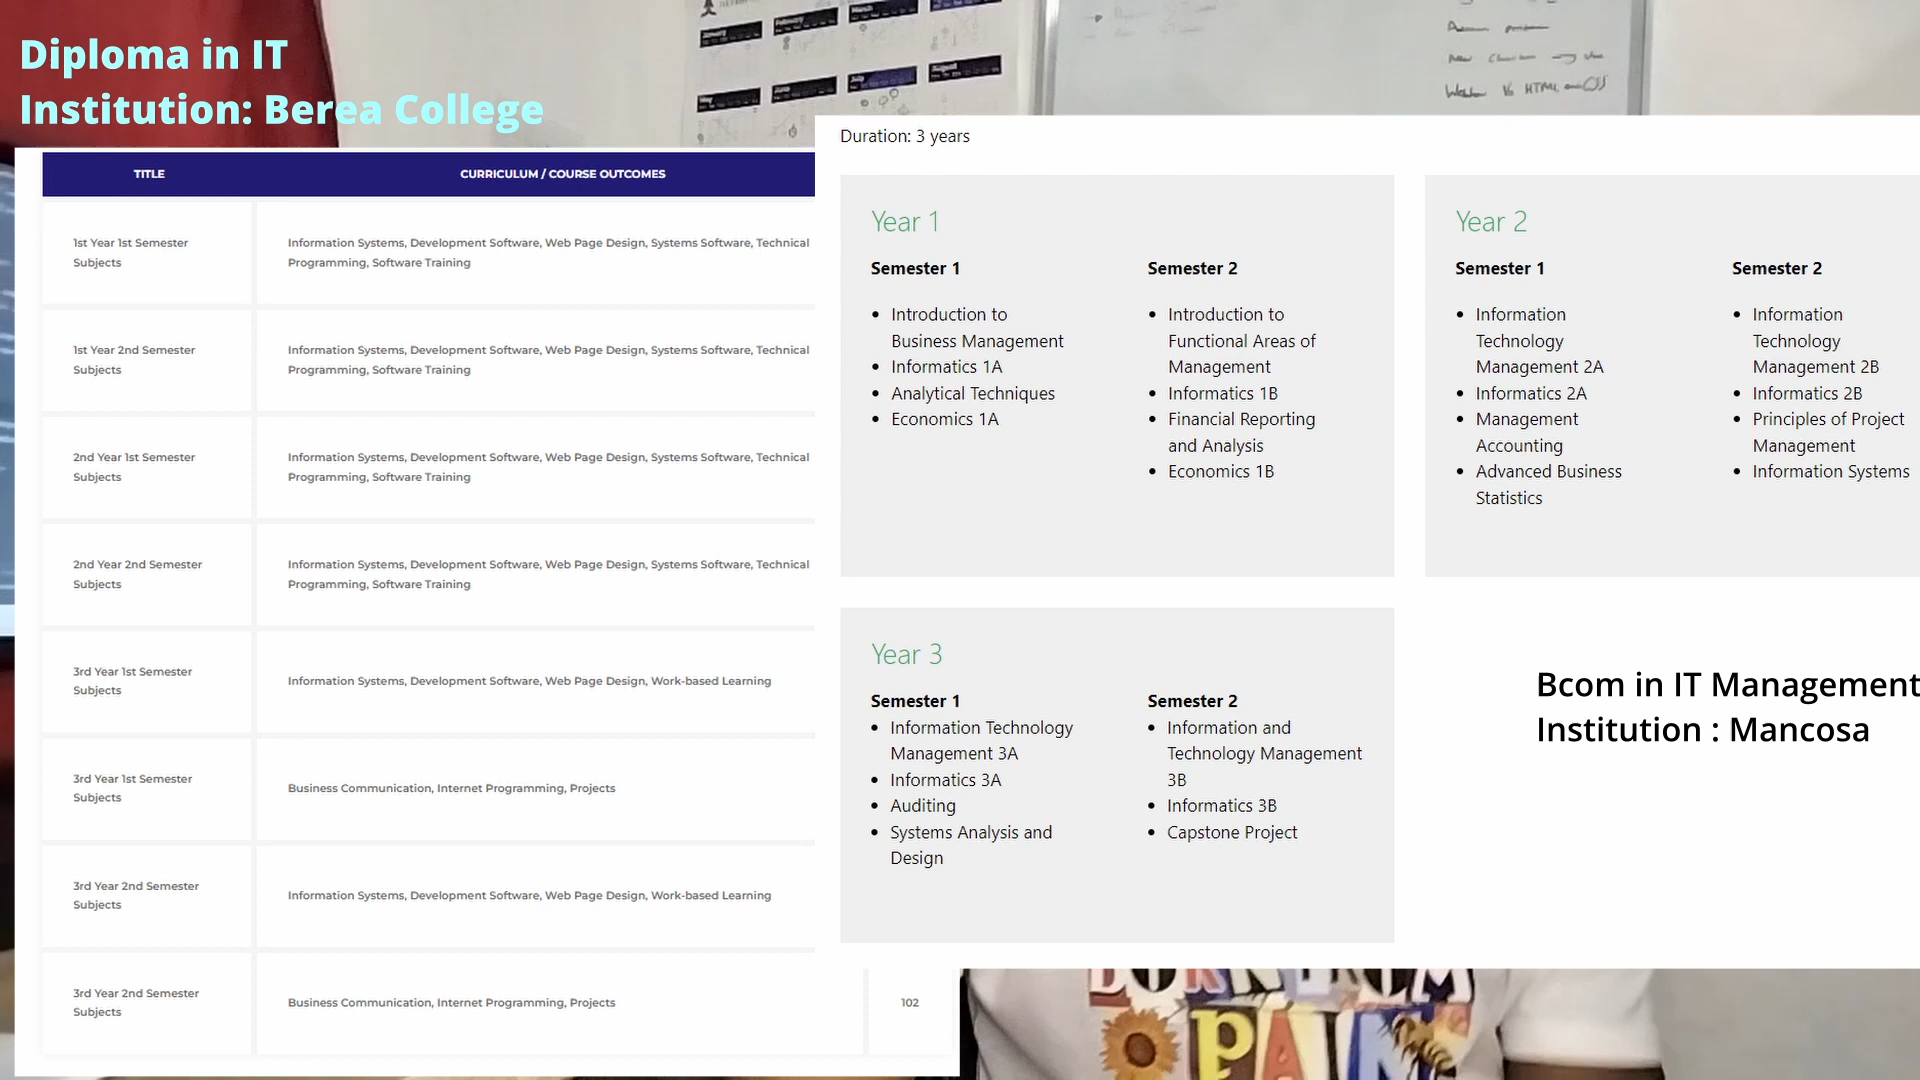 Diploma in IT
Institution: Berea College
TITLE
CURRICULUM / COURSE OUTCOMES
1st Year 1st Semester
Subjects
Information Systems, Development Software, Web Page Design, Systems Software, Technical
Programming, Software Training
1st Year 2nd Semester
Subjects
Information Systems, Development Software, Web Page Design, Systems Software, Technical
Programming, Software Training
2nd Year 1st Semester
Subjects
Information Systems, Development Software, Web Page Design, Systems Software, Technical
Programming, Software Training
2nd Year 2nd Semester
Subjects
Information Systems, Development Software, Web Page Design, Systems Software, Technical
Programming, Software Training
3rd Year 1st Semester
Subjects
Information Systems, Development Software, Web Page Design, Work-based Learning
3rd Year 1st Semester
Subjects
Business Communication, Internet Programming, Projects
3rd Year 2nd Semester
Subjects
Information Systems, Development Software, Web Page Design, Work-based Learning
3rd Year 2nd Semester
Subjects
Business Communication, Internet Programming, Projects
102
Duration: 3 years
Year 1
Semester 1
Introduction to
Business Management
Informatics 1A
Analytical Techniques
Economics 1A
Semester 2
Introduction to
Functional Areas of
Management
Informatics 1B
Financial Reporting
and Analysis
Economics 1B
Year 2
Semester 1
Information
Technology
Management 2A
Informatics 2A
Management
Accounting
Advanced Business
Statistics
Semester 2
Information
Technology
Management 2B
Informatics 2B
Principles of Project
Management
Information Systems
Year 3
Semester 1
Information Technology
Management 3A
Informatics 3A
Auditing
Systems Analysis and
Design
Semester 2
Information and
Technology Management
3B
Informatics 3B
Capstone Project
Bcom in IT Management
Institution : Mancosa
January
February
March
May
June
July
August
HTML
PAIN